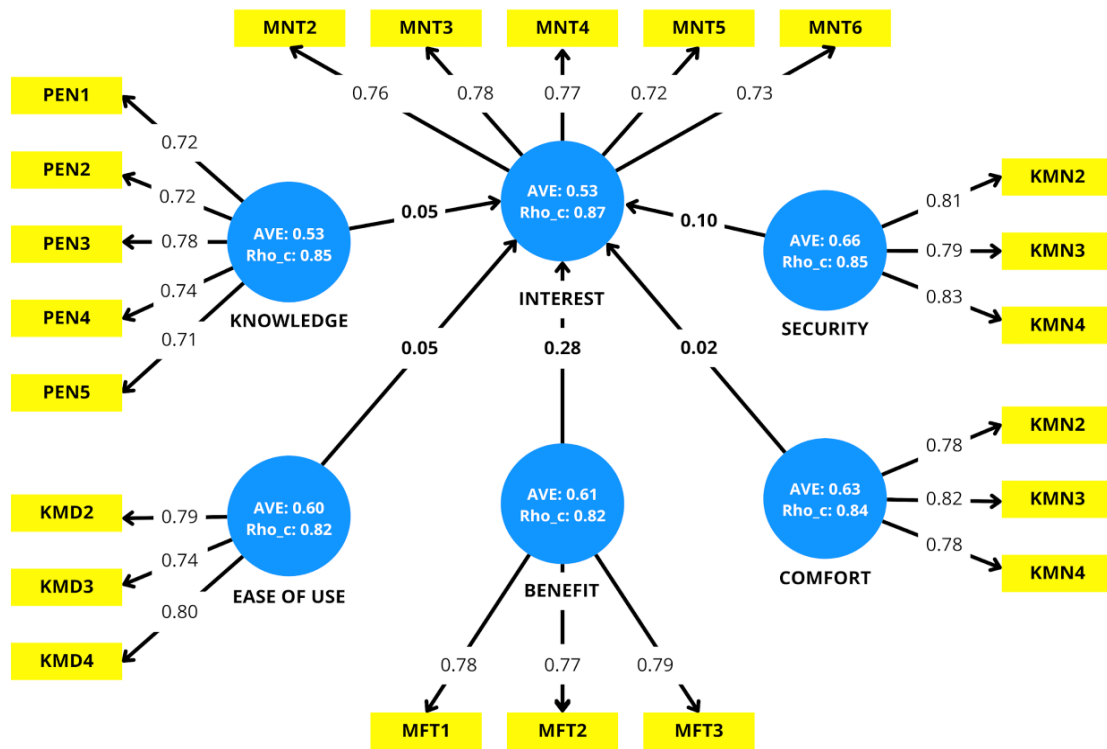 MNT2 MNT3 MNT4 MNT5 MNT6
0.76 0.78 0.77 0.72 0.73
PEN1
PEN2
PEN3
PEN4
PEN5
0.72
0.72
0.78
0.74
0.71
AVE: 0.53
Rho_c: 0.85
KNOWLEDGE
0.05
AVE: 0.53
Rho_c: 0.87
INTEREST
0.10
AVE: 0.66
Rho_c: 0.85
SECURITY
0.81
0.79
0.83
KMN2
KMN3
KMN4
0.05
0.28
0.02
KMD2
KMD3
KMD4
0.79
0.74
0.80
AVE: 0.60
Rho_c: 0.82
EASE OF USE
AVE: 0.61
Rho_c: 0.82
BENEFIT
0.78 0.77 0.79
MFT1 MFT2 MFT3
AVE: 0.63
Rho_c: 0.84
COMFORT
0.78
0.82
0.78
KMN2
KMN3
KMN4